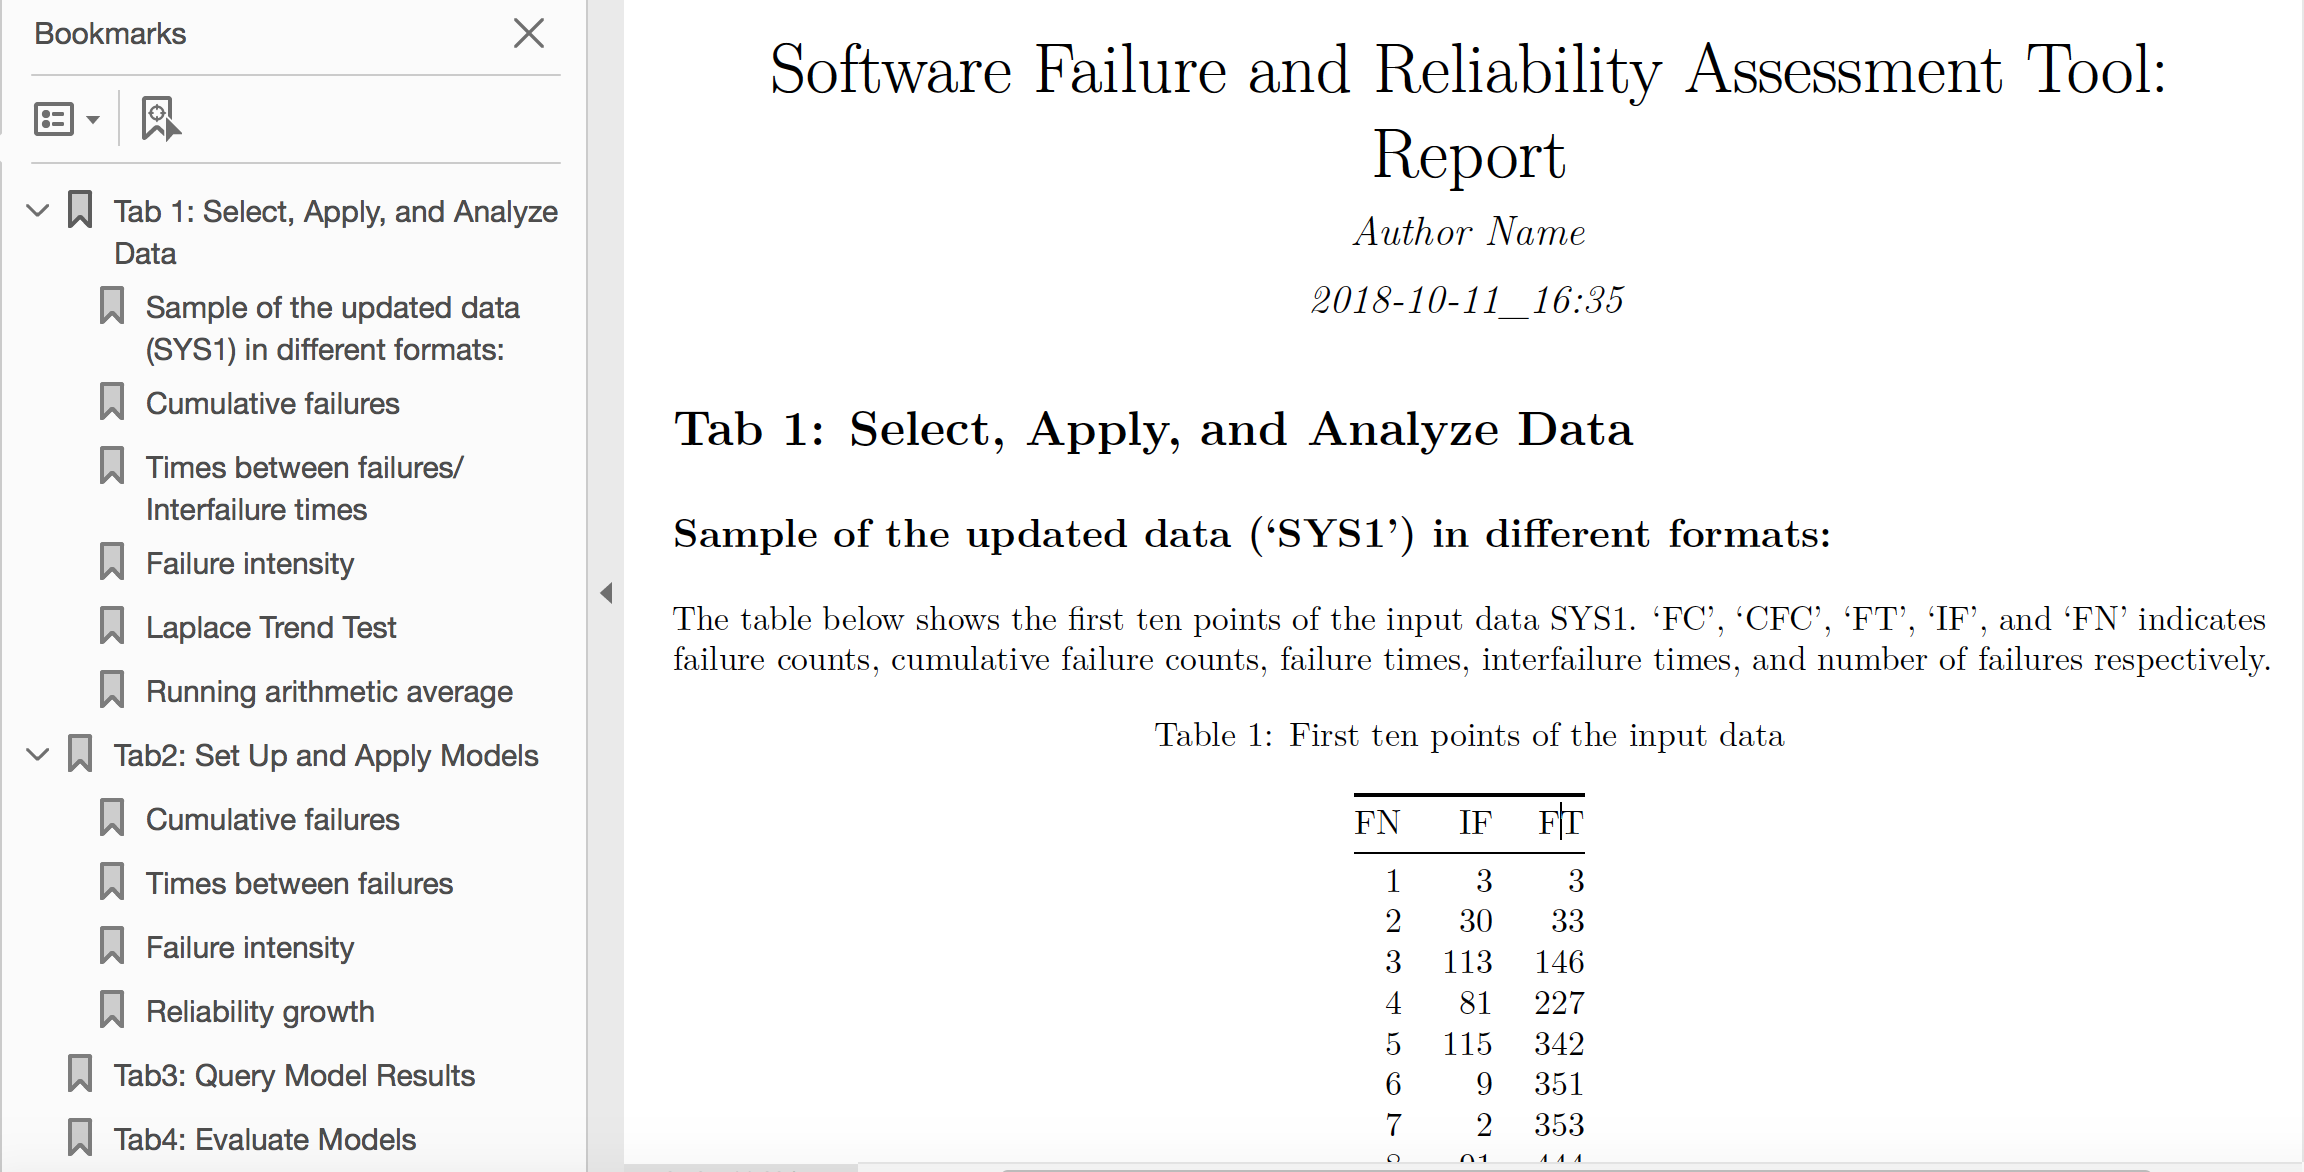 Bookmarks
Tab 1: Select, Apply, and Analyze
Data
Sample of the updated data
(SYS1) in different formats:
Cumulative failures
Times between failures/
Interfailure times
Failure intensity
Laplace Trend Test
Running arithmetic average
Tab2: Set Up and Apply Models
Cumulative failures
Times between failures
Failure intensity
Reliability growth
Tab3: Query Model Results
Tab4: Evaluate Models
Software Failure and Reliability Assessment Tool:
Report
Author Name
2018-10-11_16:35
Tab 1: Select, Apply, and Analyze Data
Sample of the updated data (‘SYS1’) in different formats:
The table below shows the first ten points of the input data SYS1. ‘FC’, ‘CFC’, ‘FT’, ‘IF’, and ‘FN’ indicates
failure counts, cumulative failure counts, failure times, interfailure times, and number of failures respectively.
Table 1: First ten points of the input data
FN IF FT
1 3 3
2 30 33
3 113 146
4 81 227
5 115 342
6 9 351
7 2 353